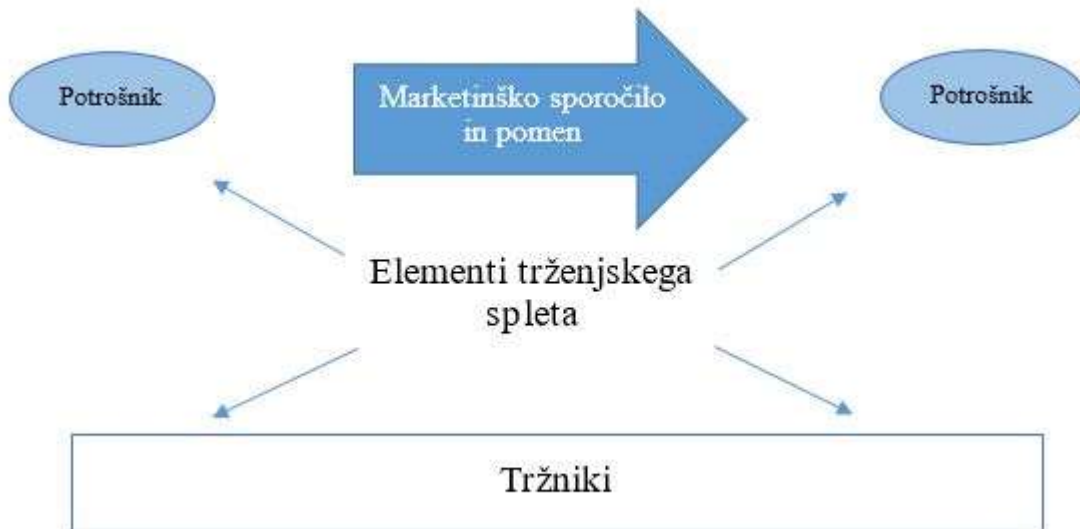 Potrošnik
Marketinško sporočilo
in pomen
Potrošnik
Elementi trženjskega
spleta
Tržniki